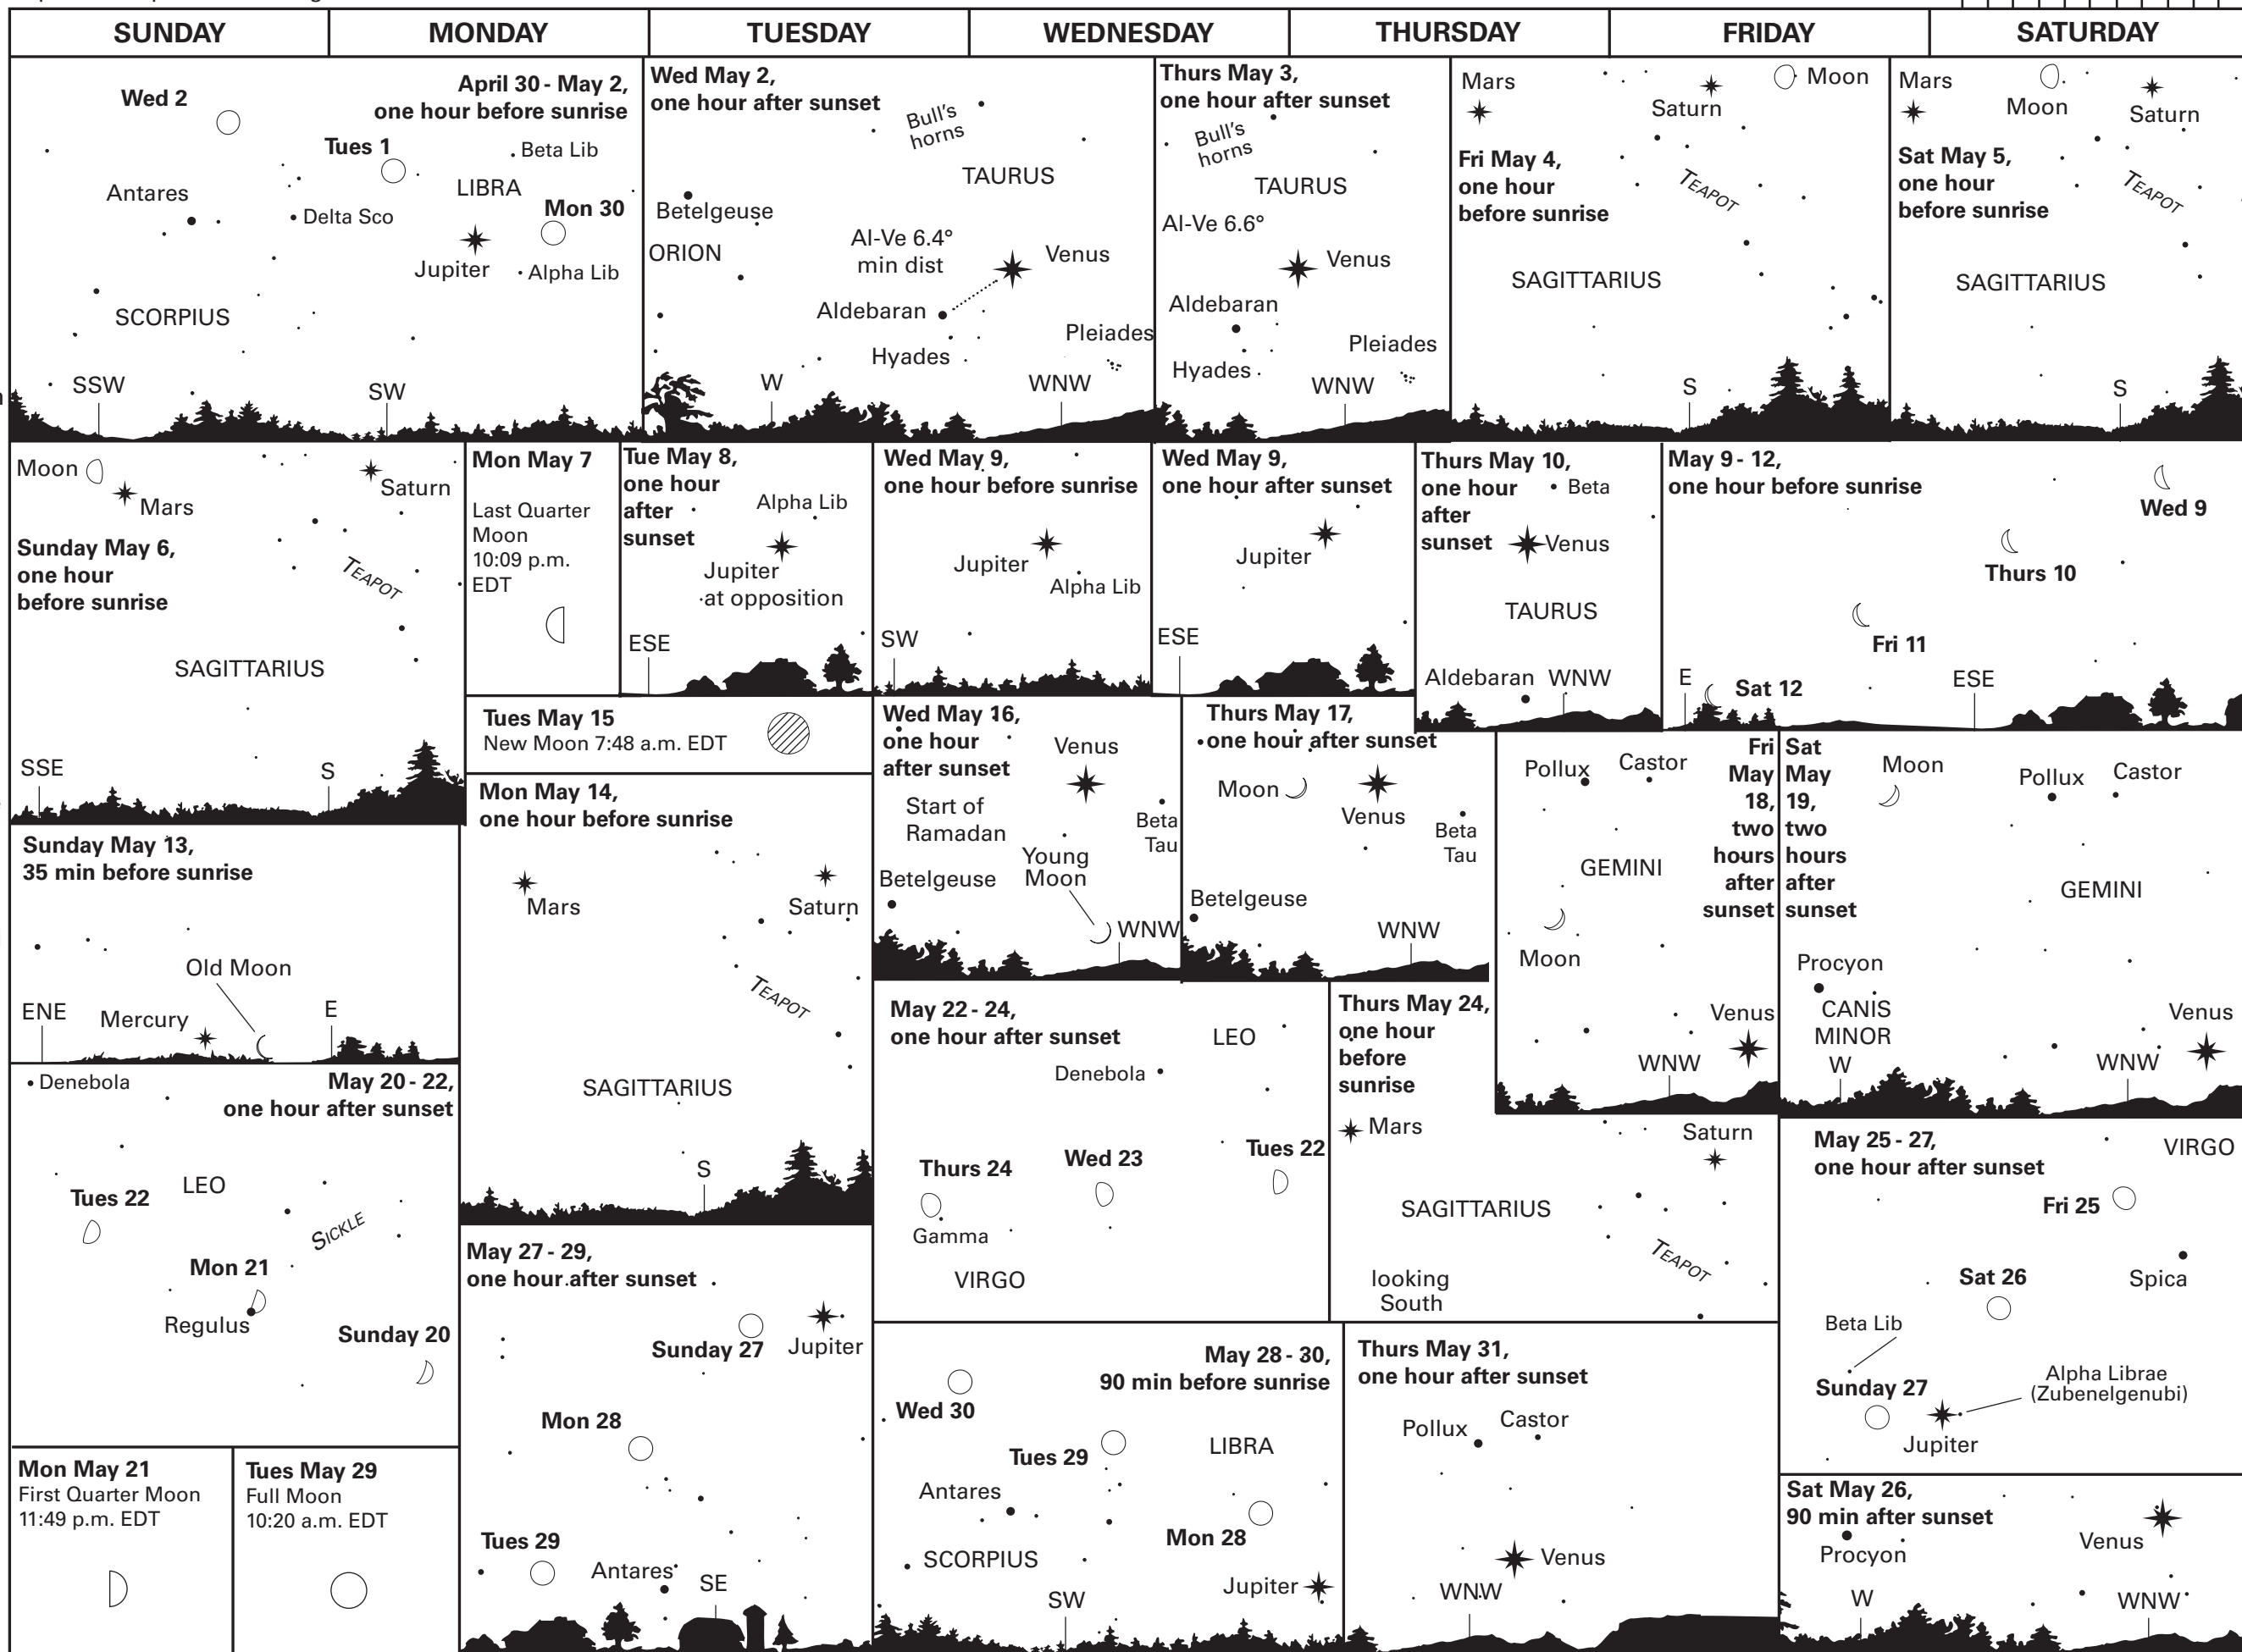 SUNDAY
MONDAY
TUESDAY
WEDNESDAY
THURSDAY
FRIDAY
SATURDAY
April 30 - May 2,
one hour before sunrise
Wed 2
Tues 1
Beta Lib
Antares
LIBRA
Mon 30
Delta Sco
Jupiter
Alpha Lib
SCORPIUS
SSW
SW
Wed May 2,
one hour after sunset
Bull's
horns
TAURUS
Betelgeuse
ORION
Al-Ve 6.4°
min dist
Venus
Aldebaran
Pleiades
Hyades
W
WNW
Thurs May 3,
one hour after sunset
Bull's
horns
TAURUS
Al-Ve 6.6°
Venus
Aldebaran
Pleiades
Hyades
WNW
Mars
Saturn
Moon
Fri May 4,
one hour
before sunrise
TEAPOT
SAGITTARIUS
S
Mars
Moon
Saturn
Sat May 5,
one hour
before sunrise
TEAPOT
SAGITTARIUS
S
Moon
Mars
Saturn
Sunday May 6,
one hour
before sunrise
TEAPOT
SAGITTARIUS
SSE
S
Mon May 7
Last Quarter
Moon
10:09 p.m.
EDT
Tue May 8,
one hour
after
sunset
Alpha Lib
Jupiter
at opposition
ESE
Wed May 9,
one hour before sunrise
Jupiter
Alpha Lib
SW
Wed May 9,
one hour after sunset
Jupiter
ESE
Thurs May 10,
one hour
after
sunset
Beta
Venus
TAURUS
Aldebaran
WNW
May 9 - 12,
one hour before sunrise
Wed 9
Thurs 10
Fri 11
Sat 12
E
ESE
Sunday May 13,
35 min before sunrise
Old Moon
ENE
Mercury
E
Tues May 15
New Moon 7:48 a.m. EDT
Mon May 14,
one hour before sunrise
Mars
Saturn
TEAPOT
SAGITTARIUS
S
Wed May 16,
one hour
after sunset
Venus
Start of
Ramadan
Beta
Tau
Young
Moon
Betelgeuse
WNW
Thurs May 17,
one hour after sunset
Moon
Venus
Beta
Tau
Betelgeuse
WNW
Fri
May
18,
two
hours
after
sunset
Pollux
Castor
GEMINI
Moon
Venus
WNW
Sat
May
19,
two
hours
after
sunset
Moon
Pollux
Castor
GEMINI
Procyon
CANIS
MINOR
Venus
W
WNW
Denebola
May 20 - 22,
one hour after sunset
LEO
Tues 22
SICKLE
Mon 21
Regulus
Sunday 20
May 22 - 24,
one hour after sunset
LEO
Denebola
Thurs 24
Wed 23
Tues 22
Gamma
VIRGO
Thurs May 24,
one hour
before
sunrise
Mars
Saturn
SAGITTARIUS
TEAPOT
looking
South
May 25 - 27,
one hour after sunset
VIRGO
Fri 25
Spica
Sat 26
Beta Lib
Sunday 27
Alpha Librae
(Zubenelgenubi)
Jupiter
Mon May 21
First Quarter Moon
11:49 p.m. EDT
Tues May 29
Full Moon
10:20 a.m. EDT
May 27 - 29,
one hour after sunset
Sunday 27
Jupiter
Mon 28
Tues 29
Antares
SE
May 28 - 30,
90 min before sunrise
Wed 30
Tues 29
LIBRA
Antares
Mon 28
SCORPIUS
Jupiter
SW
Thurs May 31,
one hour after sunset
Pollux
Castor
Venus
WNW
Sat May 26,
90 min after sunset
Procyon
Venus
W
WNW